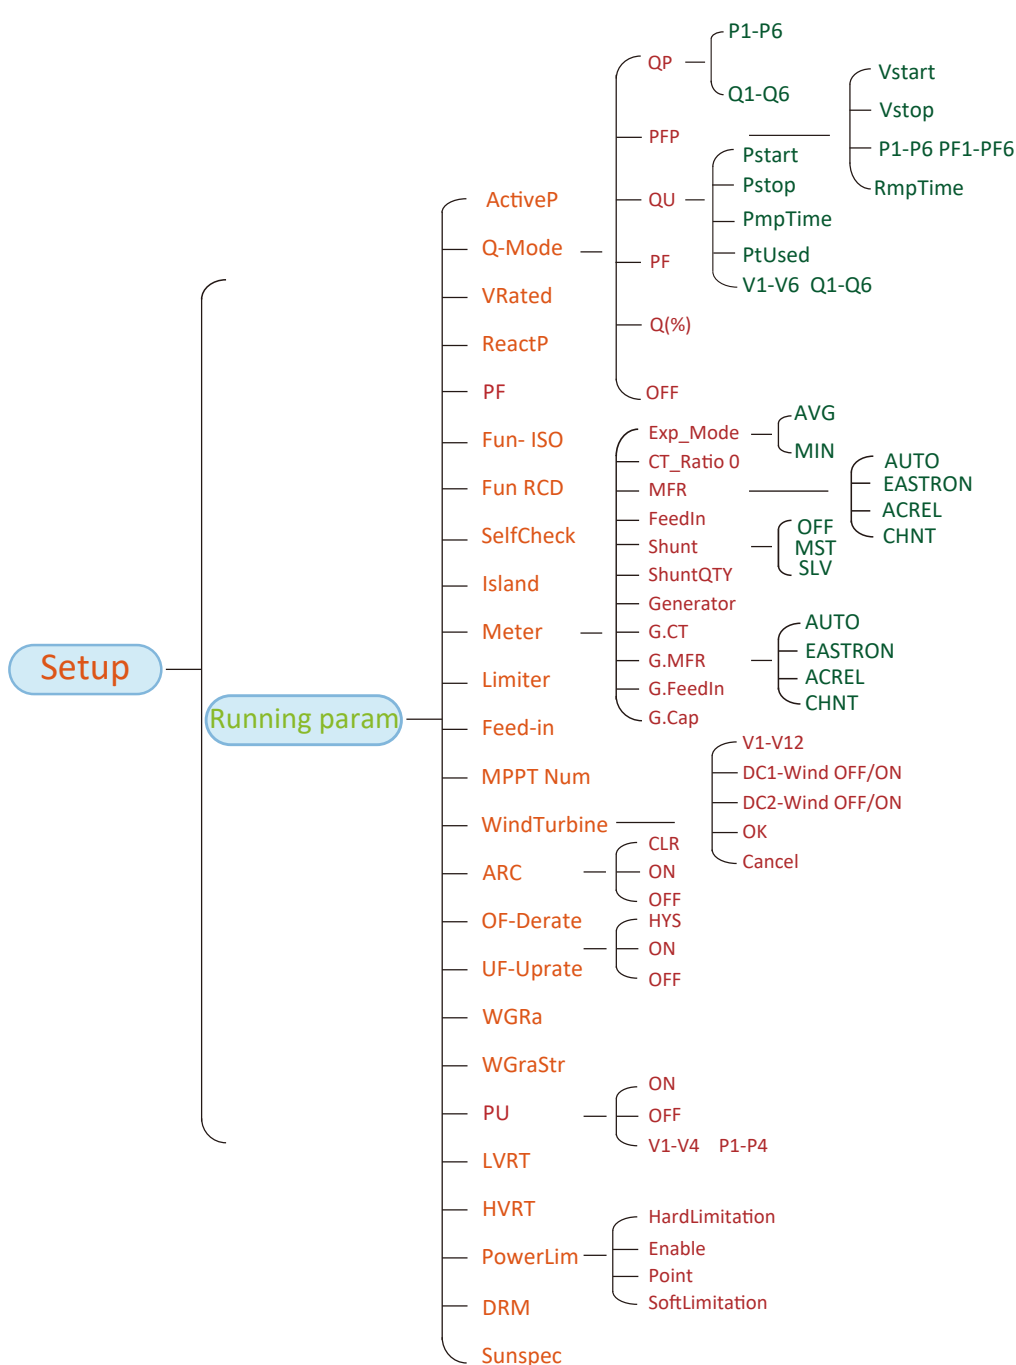 Setup
Running param
ActiveP
Q-Mode
VRated
ReactP
PF
Fun- ISO
Fun RCD
SelfCheck
Island
Meter
Limiter
Feed-in
MPPT Num
WindTurbine
ARC
OF-Derate
UF-Uprate
WGRa
WGraStr
PU
LVRT
HVRT
PowerLim
DRM
Sunspec
QP
PFP
QU
PF
Q(%)
OFF
P1-P6
Q1-Q6
Vstart
Vstop
P1-P6 PF1-PF6
RmpTime
Pstart
Pstop
PmpTime
PtUsed
V1-V6 Q1-Q6
Exp_Mode
CT_Ratio 0
MFR
FeedIn
Shunt
ShuntQTY
Generator
G.CT
G.MFR
G.FeedIn
G.Cap
AVG
MIN
AUTO
EASTRON
ACREL
CHNT
OFF
MST
SLV
AUTO
EASTRON
ACREL
CHNT
V1-V12
DC1-Wind OFF/ON
DC2-Wind OFF/ON
OK
Cancel
CLR
ON
OFF
HYS
ON
OFF
ON
OFF
V1-V4 P1-P4
HardLimitation
Enable
Point
SoftLimitation